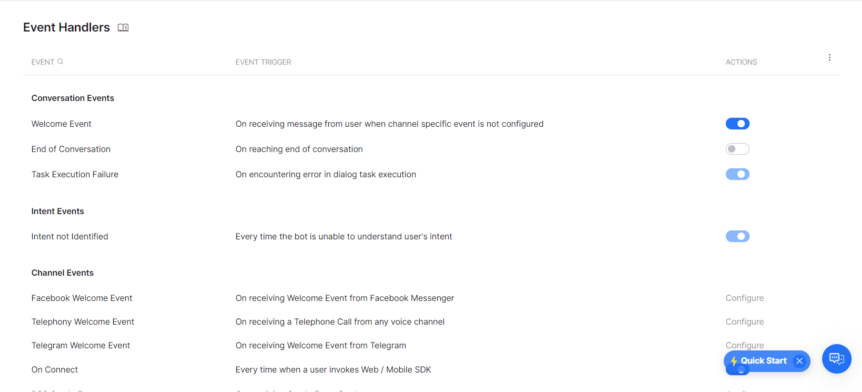 Event Handlers
EVENT EVENT TRIGGER ACTIONS
Conversation Events
Welcome Event On receiving message from user when channel specific event is not configured
End of Conversation On reaching end of conversation
Task Execution Failure On encountering error in dialog task execution
Intent Events
Intent not Identified Every time the bot is unable to understand user's intent
Channel Events
Facebook Welcome Event On receiving Welcome Event from Facebook Messenger Configure
Telephony Welcome Event On receiving a Telephone Call from any voice channel Configure
Telegram Welcome Event On receiving Welcome Event from Telegram Configure
Quick Start
On Connect Every time when a user invokes Web / Mobile SDK